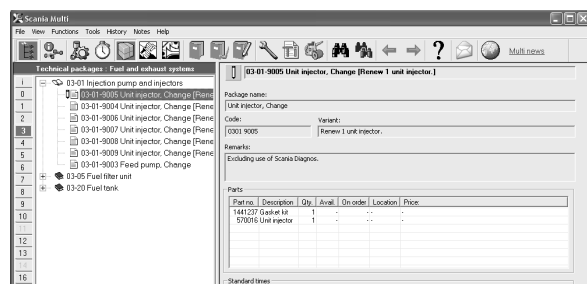 Scania Multi
File View Functions Tools History Notes Help
Multi news
Technical packages : Fuel and exhaust systems
i
0
1
2
3
4
5
6
7
8
9
10
11
12
13
14
16
03-01 Injection pump and injectors
03-01-9005 Unit injector, Change [Rene
03-01-9004 Unit injector, Change [Rene
03-01-9006 Unit injector, Change [Rene
03-01-9007 Unit injector, Change [Rene
03-01-9008 Unit injector, Change [Rene
03-01-9009 Unit injector, Change [Rene
03-01-9003 Feed pump, Change
03-05 Fuel filter unit
03-20 Fuel tank
03-01-9005 Unit injector, Change [Renew 1 unit injector.]
Package name:
Unit injector, Change
Code: Variant:
0301 9005 Renew 1 unit injector.
Remarks:
Excluding use of Scania Diagnos.
Parts
Part no. Description Qty. Avail. On order Location Price:
1441237 Gasket kit 1 - - - -
570016 Unit injector 1 - - - -
Standard times